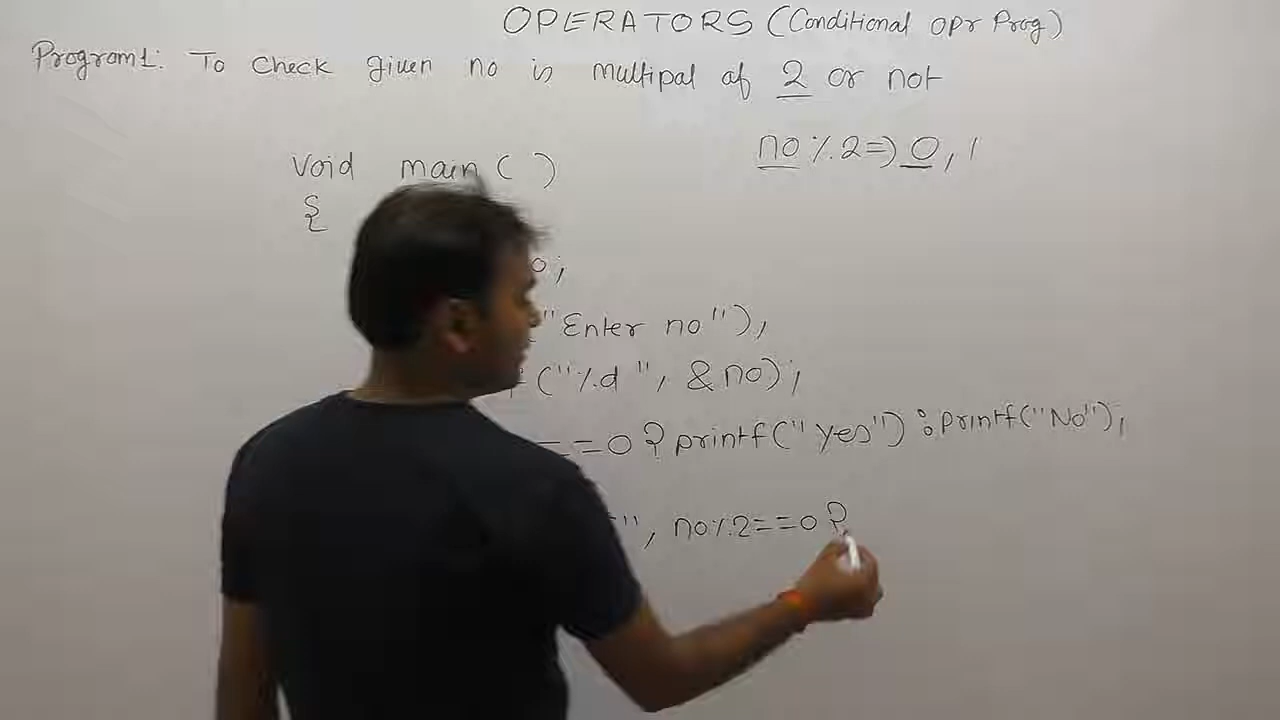 OPERATORS (Conditional opr Prog)
Program1: To check given no is multipal of 2 or not
no%2=>0,1
void main( )
{
o;
"Enter no");
("%d", &no);
==0 ? printf("yes") : printf("No");
", no%2==0?